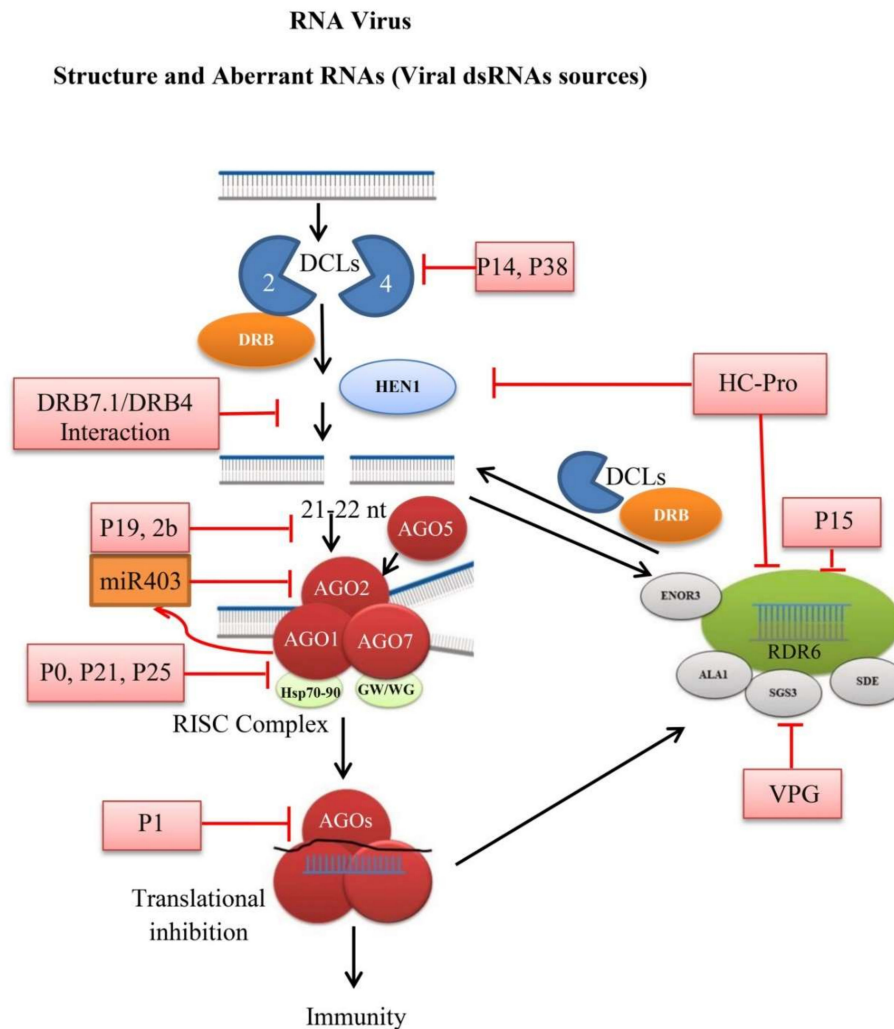 RNA Virus
Structure and Aberrant RNAs (Viral dsRNAs sources)
DCLs
2
4
P14, P38
DRB
HEN1
HC-Pro
DRB7.1/DRB4
Interaction
DCLs
DRB
P15
21-22 nt
P19, 2b
AGO5
miR403
AGO2
ENOR3
AGO1
AGO7
RDR6
P0, P21, P25
Hsp70-90
GW/WG
ALA1
SGS3
SDE
RISC Complex
VPG
P1
AGOs
Translational
inhibition
Immunity